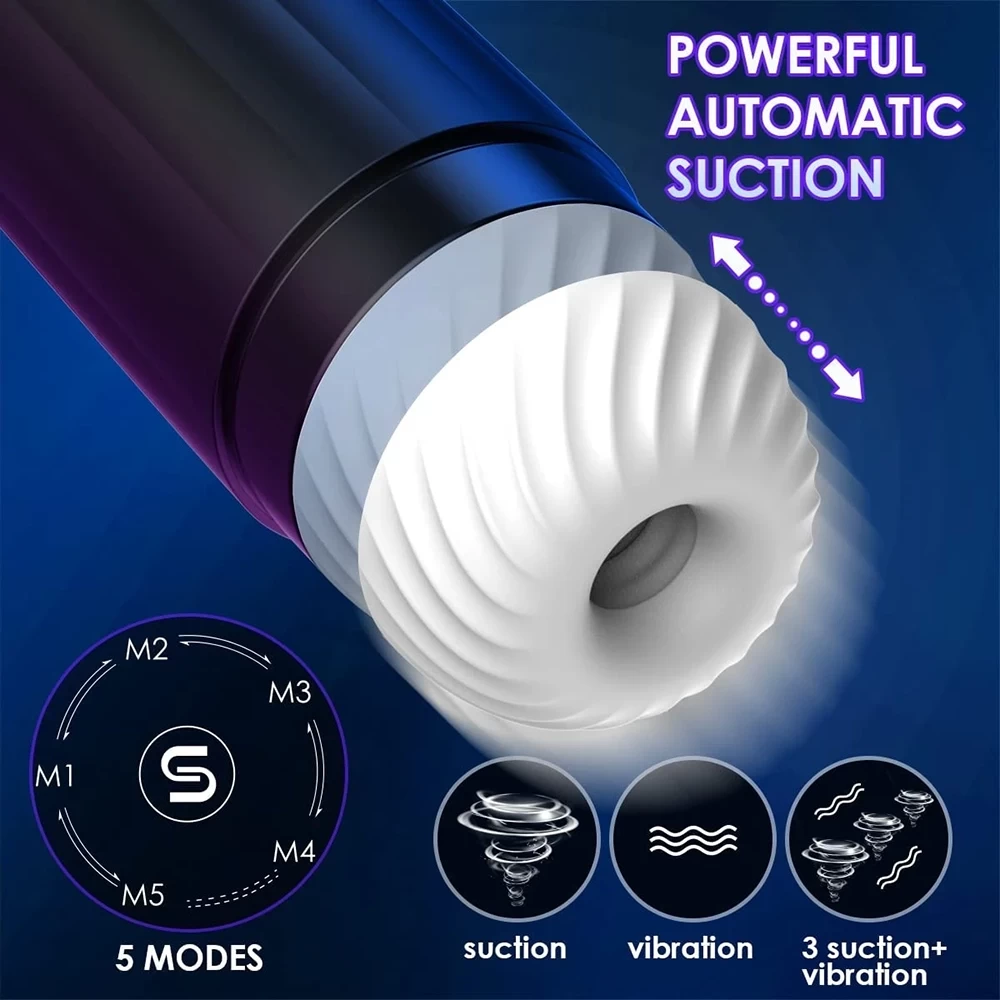 POWERFUL
AUTOMATIC
SUCTION
M2
M3
M1
M4
M5
5 MODES
suction
vibration
3 suction+
vibration